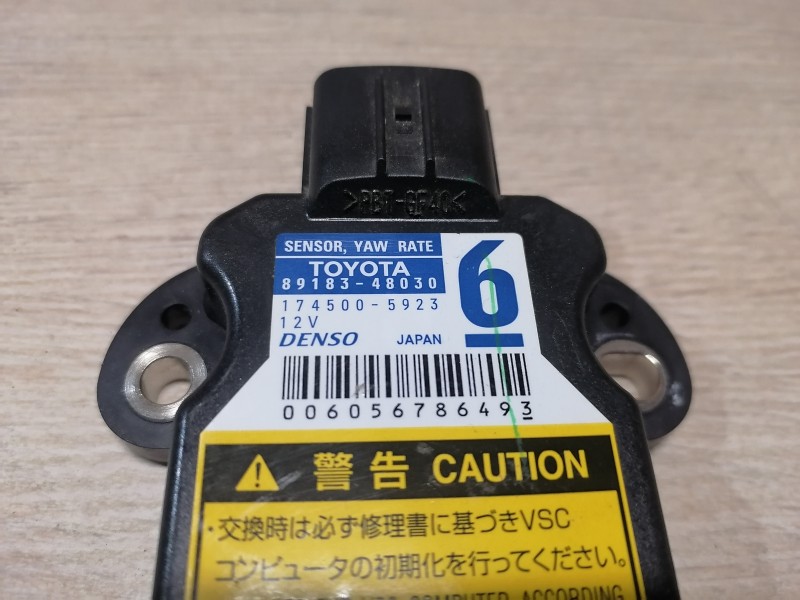 >PBT-GF40<
SENSOR, YAW RATE
6
TOYOTA
89183-48030
174500-5923
12V
DENSO JAPAN
006056786493
警告 CAUTION
・交換時は必ず修理書に基づきVSC
コンピュータの初期化を行ってください。
COMPUTER ACCORDING